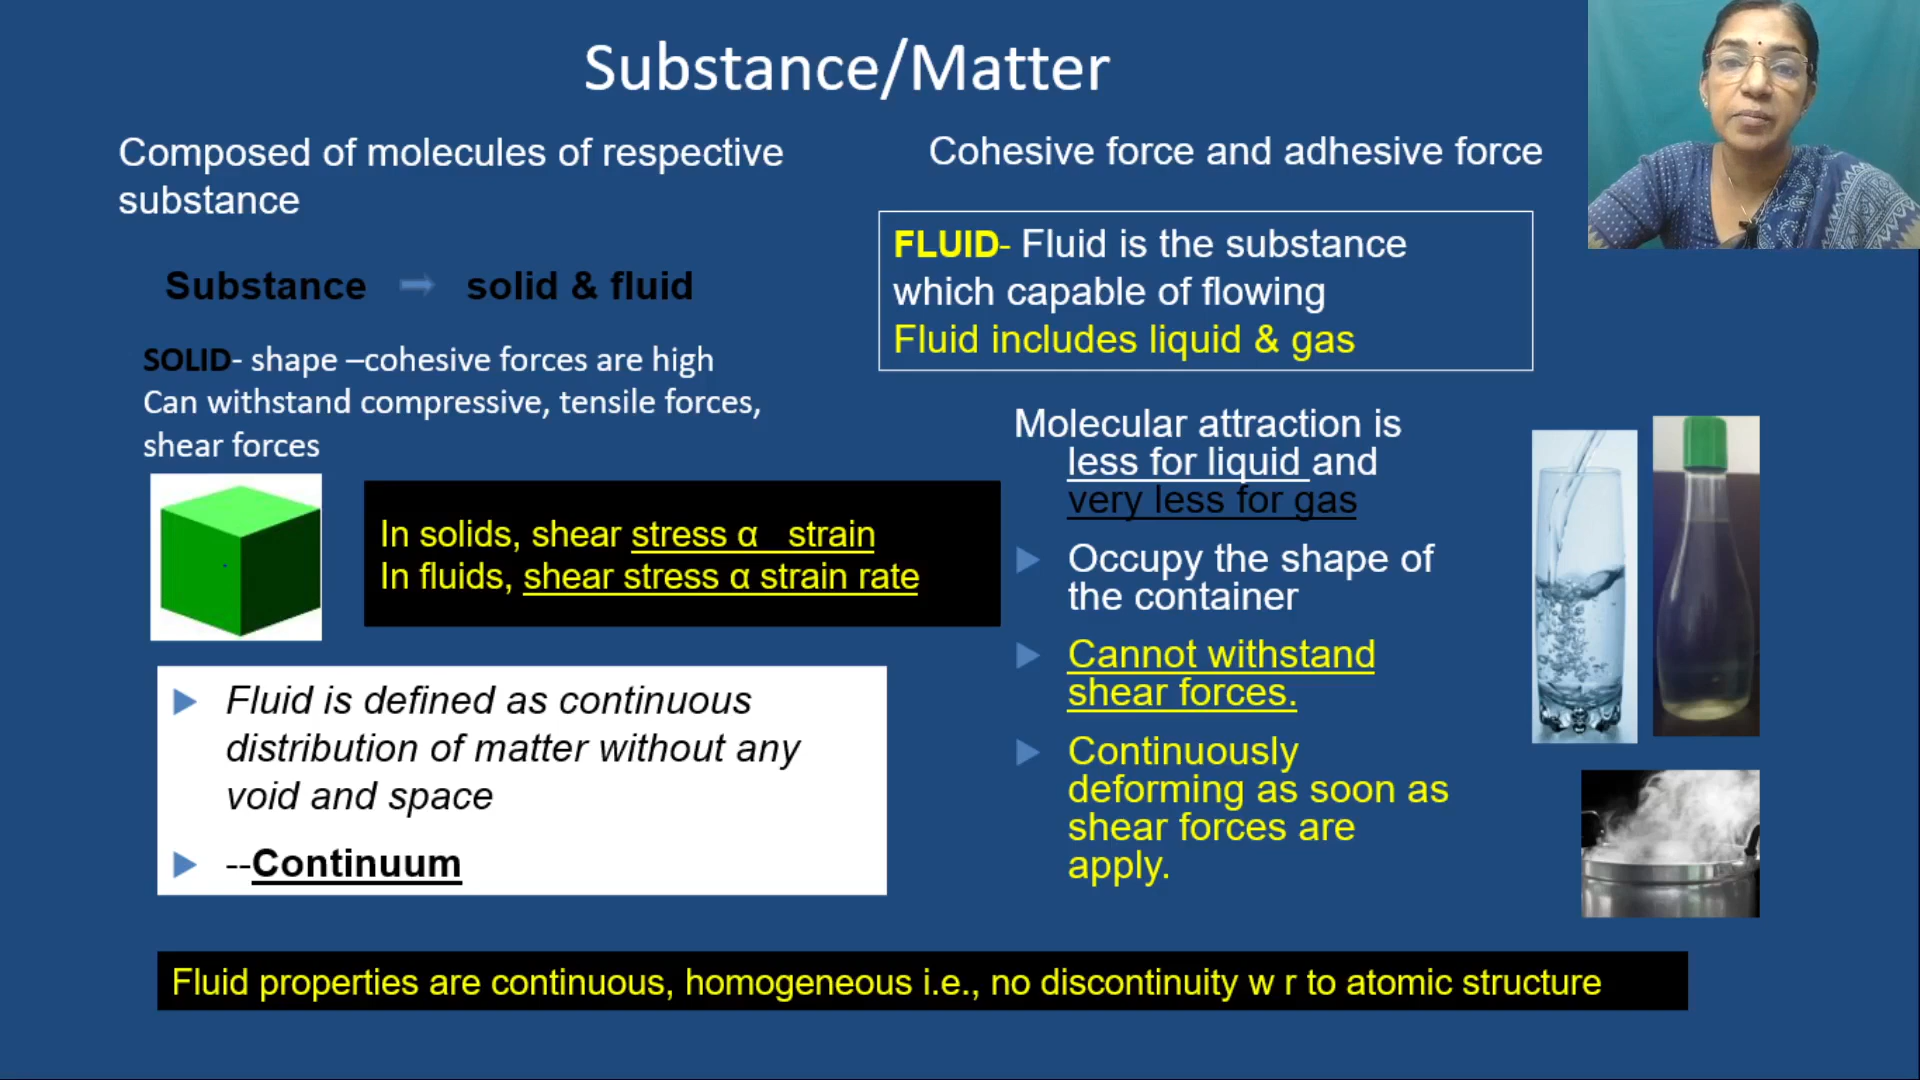 Substance/Matter
Composed of molecules of respective
substance
Substance → solid & fluid
SOLID- shape –cohesive forces are high
Can withstand compressive, tensile forces,
shear forces
In solids, shear stress α strain
In fluids, shear stress α strain rate
Fluid is defined as continuous
distribution of matter without any
void and space
--Continuum
Cohesive force and adhesive force
FLUID- Fluid is the substance
which capable of flowing
Fluid includes liquid & gas
Molecular attraction is
less for liquid and
very less for gas
Occupy the shape of
the container
Cannot withstand
shear forces.
Continuously
deforming as soon as
shear forces are
apply.
Fluid properties are continuous, homogeneous i.e., no discontinuity w r to atomic structure